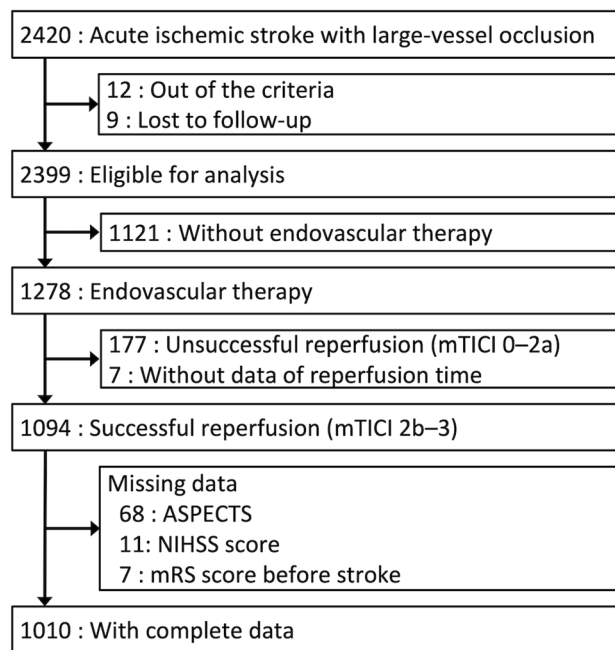 2420 : Acute ischemic stroke with large-vessel occlusion
12 : Out of the criteria
9 : Lost to follow-up
2399 : Eligible for analysis
1121 : Without endovascular therapy
1278 : Endovascular therapy
177 : Unsuccessful reperfusion (mTICI 0–2a)
7 : Without data of reperfusion time
1094 : Successful reperfusion (mTICI 2b–3)
Missing data
68 : ASPECTS
11: NIHSS score
7 : mRS score before stroke
1010 : With complete data